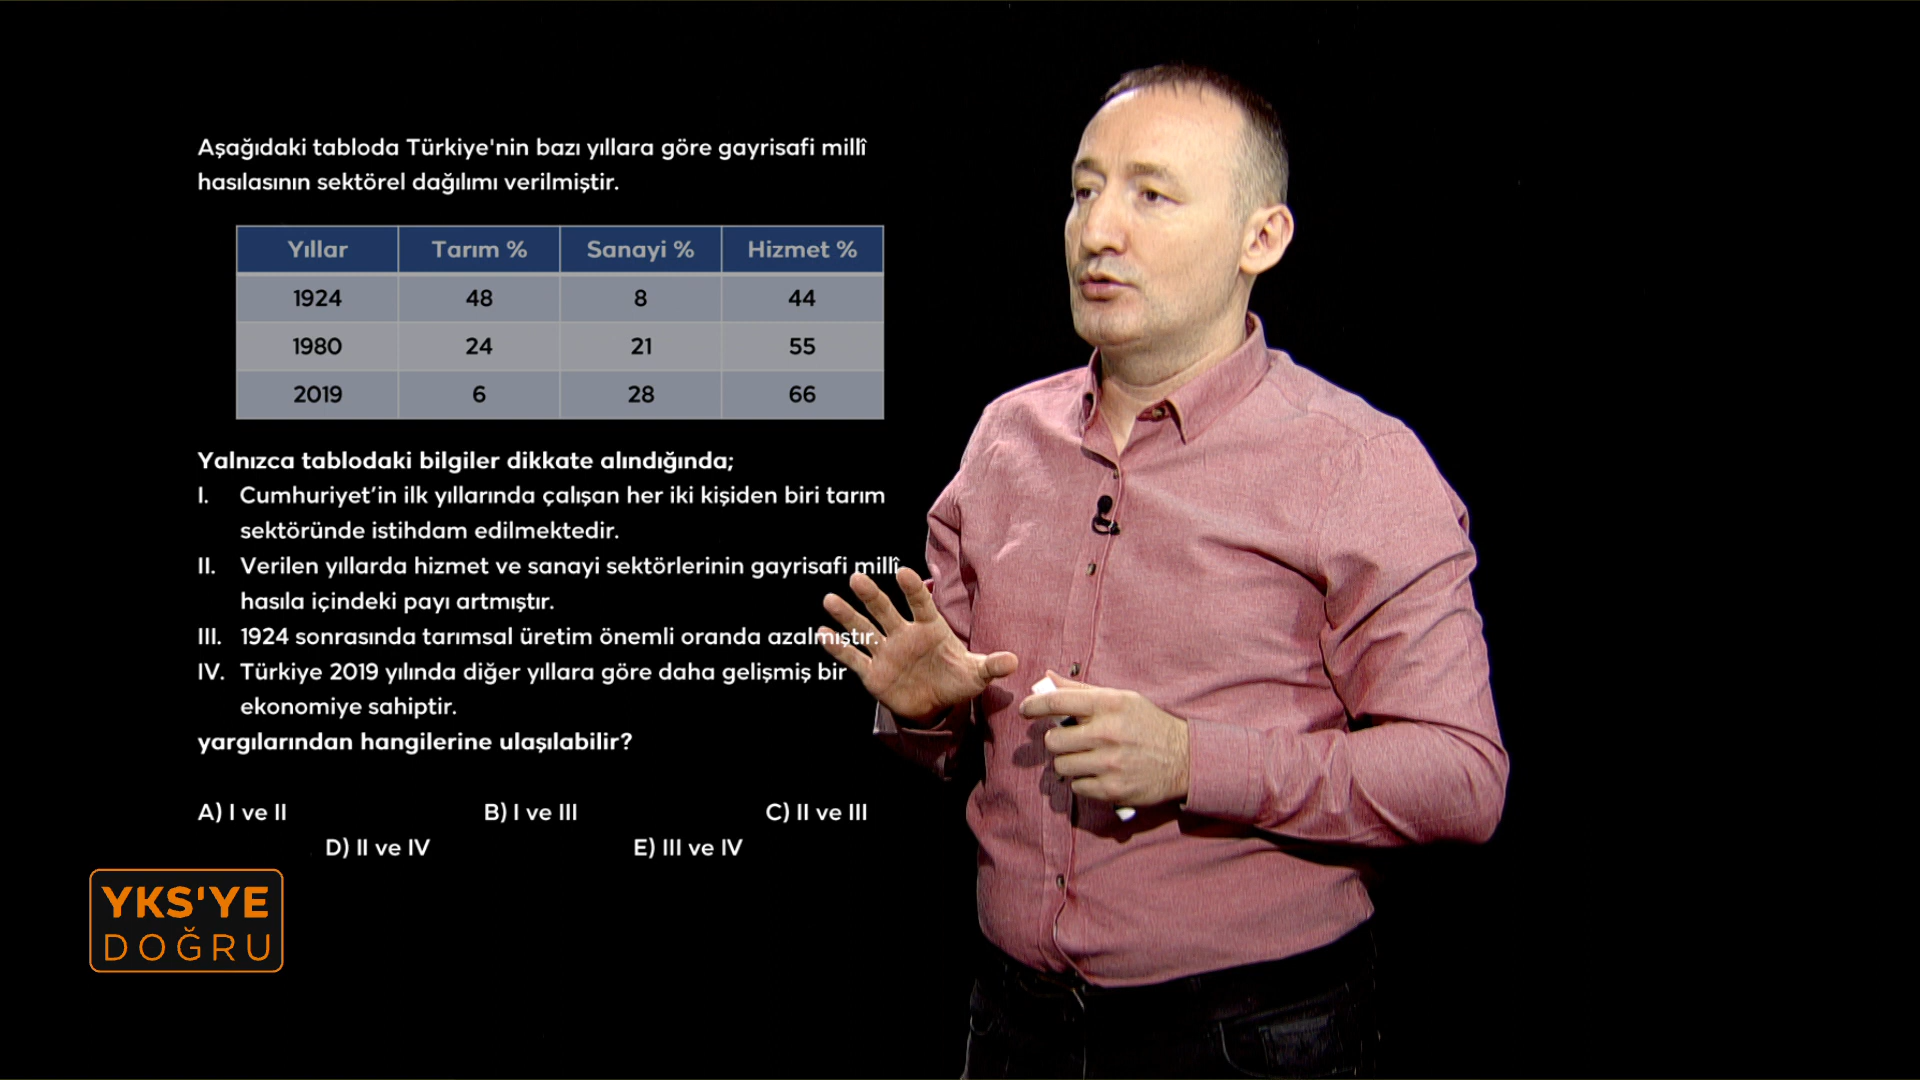 Aşağıdaki tabloda Türkiye'nin bazı yıllara göre gayrisafi millî
hasılasının sektörel dağılımı verilmiştir.
Yıllar Tarım % Sanayi % Hizmet %
1924 48 8 44
1980 24 21 55
2019 6 28 66
Yalnızca tablodaki bilgiler dikkate alındığında;
I. Cumhuriyet’in ilk yıllarında çalışan her iki kişiden biri tarım
sektöründe istihdam edilmektedir.
II. Verilen yıllarda hizmet ve sanayi sektörlerinin gayrisafi millî
hasıla içindeki payı artmıştır.
III. 1924 sonrasında tarımsal üretim önemli oranda azalmıştır.
IV. Türkiye 2019 yılında diğer yıllara göre daha gelişmiş bir
ekonomiye sahiptir.
yargılarından hangilerine ulaşılabilir?
A) I ve II B) I ve III C) II ve III
D) II ve IV E) III ve IV
YKS'YE
DOĞRU